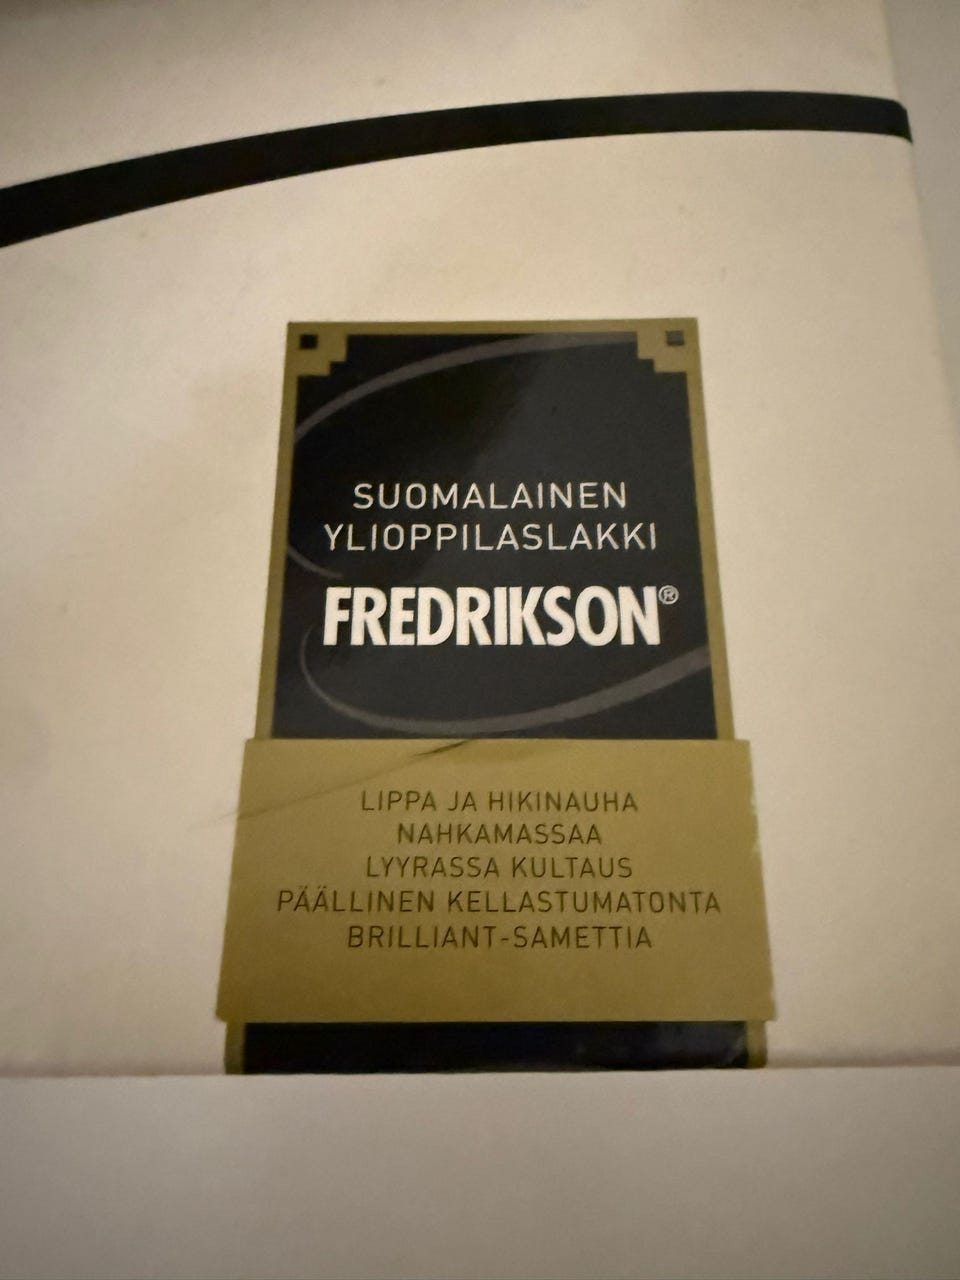 SUOMALAINEN
YLIOPPILASLAKKI
FREDRIKSON®
LIPPA JA HIKINAUHA
NAHKAMASSAA
LYYRASSA KULTAUS
PÄÄLLINEN KELLASTUMATONTA
BRILLIANT-SAMETTIA